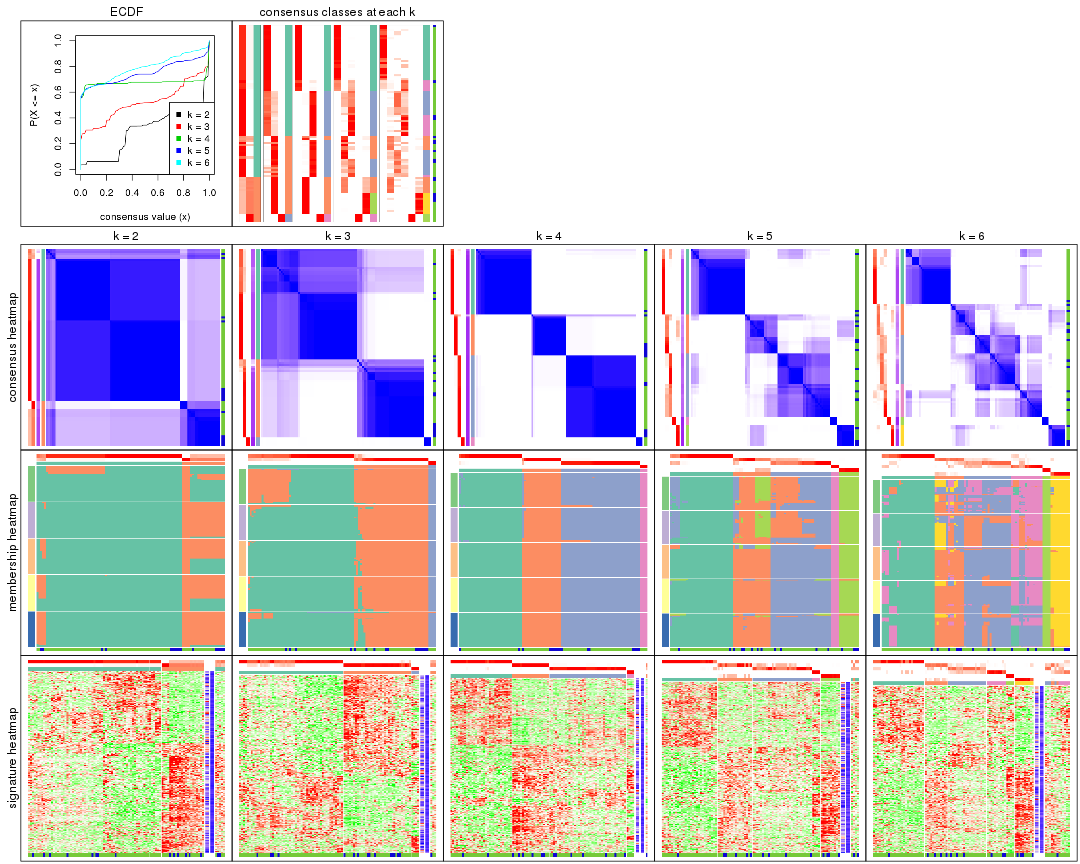 ECDF
consensus classes at each k
P(X <= x)
0.0 0.2 0.4 0.6 0.8 1.0
k = 2
k = 3
k = 4
k = 5
k = 6
0.0 0.2 0.4 0.6 0.8 1.0
consensus value (x)
k = 2
k = 3
k = 4
k = 5
k = 6
consensus heatmap
membership heatmap
signature heatmap